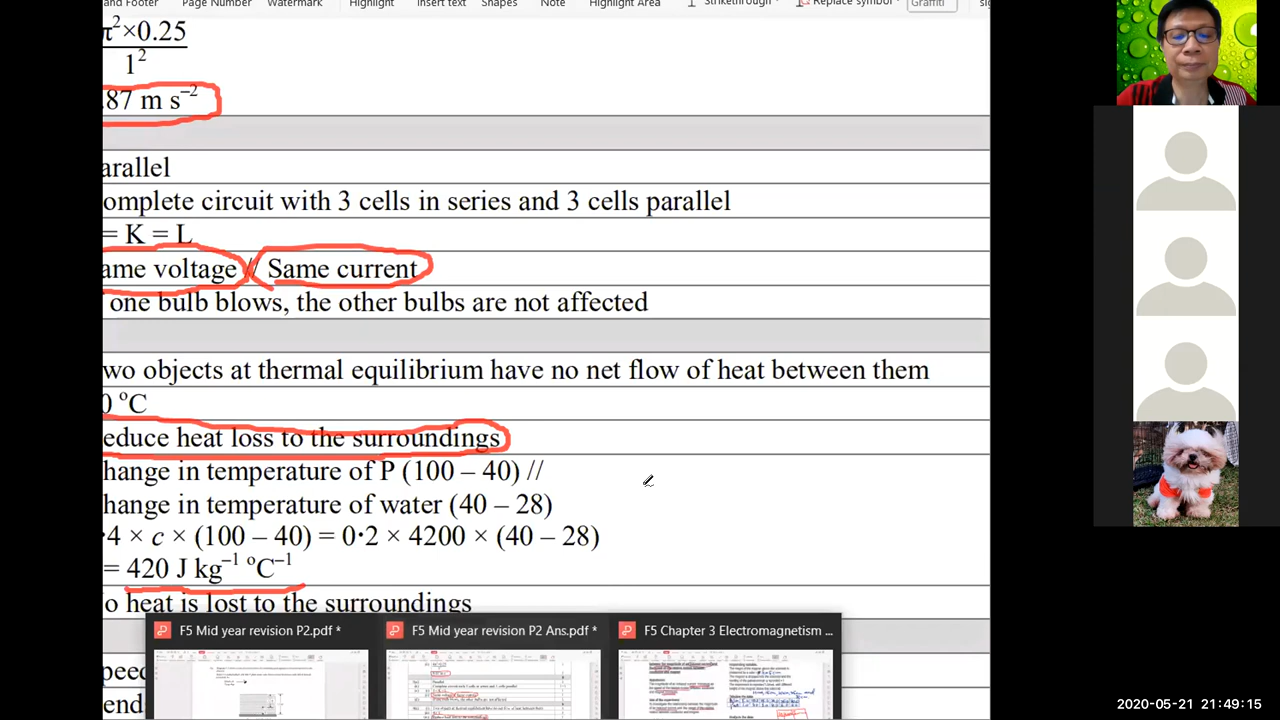 and Footer Page Number Watermark Highlight Insert text Shapes Note Highlight Area Strikethrough Replace symbol Graffiti
π²×0.25
1²
.87 m s⁻²
arallel
omplete circuit with 3 cells in series and 3 cells parallel
= K = L
ame voltage // Same current
one bulb blows, the other bulbs are not affected
wo objects at thermal equilibrium have no net flow of heat between them
0 °C
educe heat loss to the surroundings
hange in temperature of P (100 – 40) //
hange in temperature of water (40 – 28)
·4 × c × (100 – 40) = 0·2 × 4200 × (40 – 28)
= 420 J kg⁻¹ °C⁻¹
o heat is lost to the surroundings
F5 Mid year revision P2.pdf * F5 Mid year revision P2 Ans.pdf * F5 Chapter 3 Electromagnetism ...
peed
end
2020-05-21 21:49:15